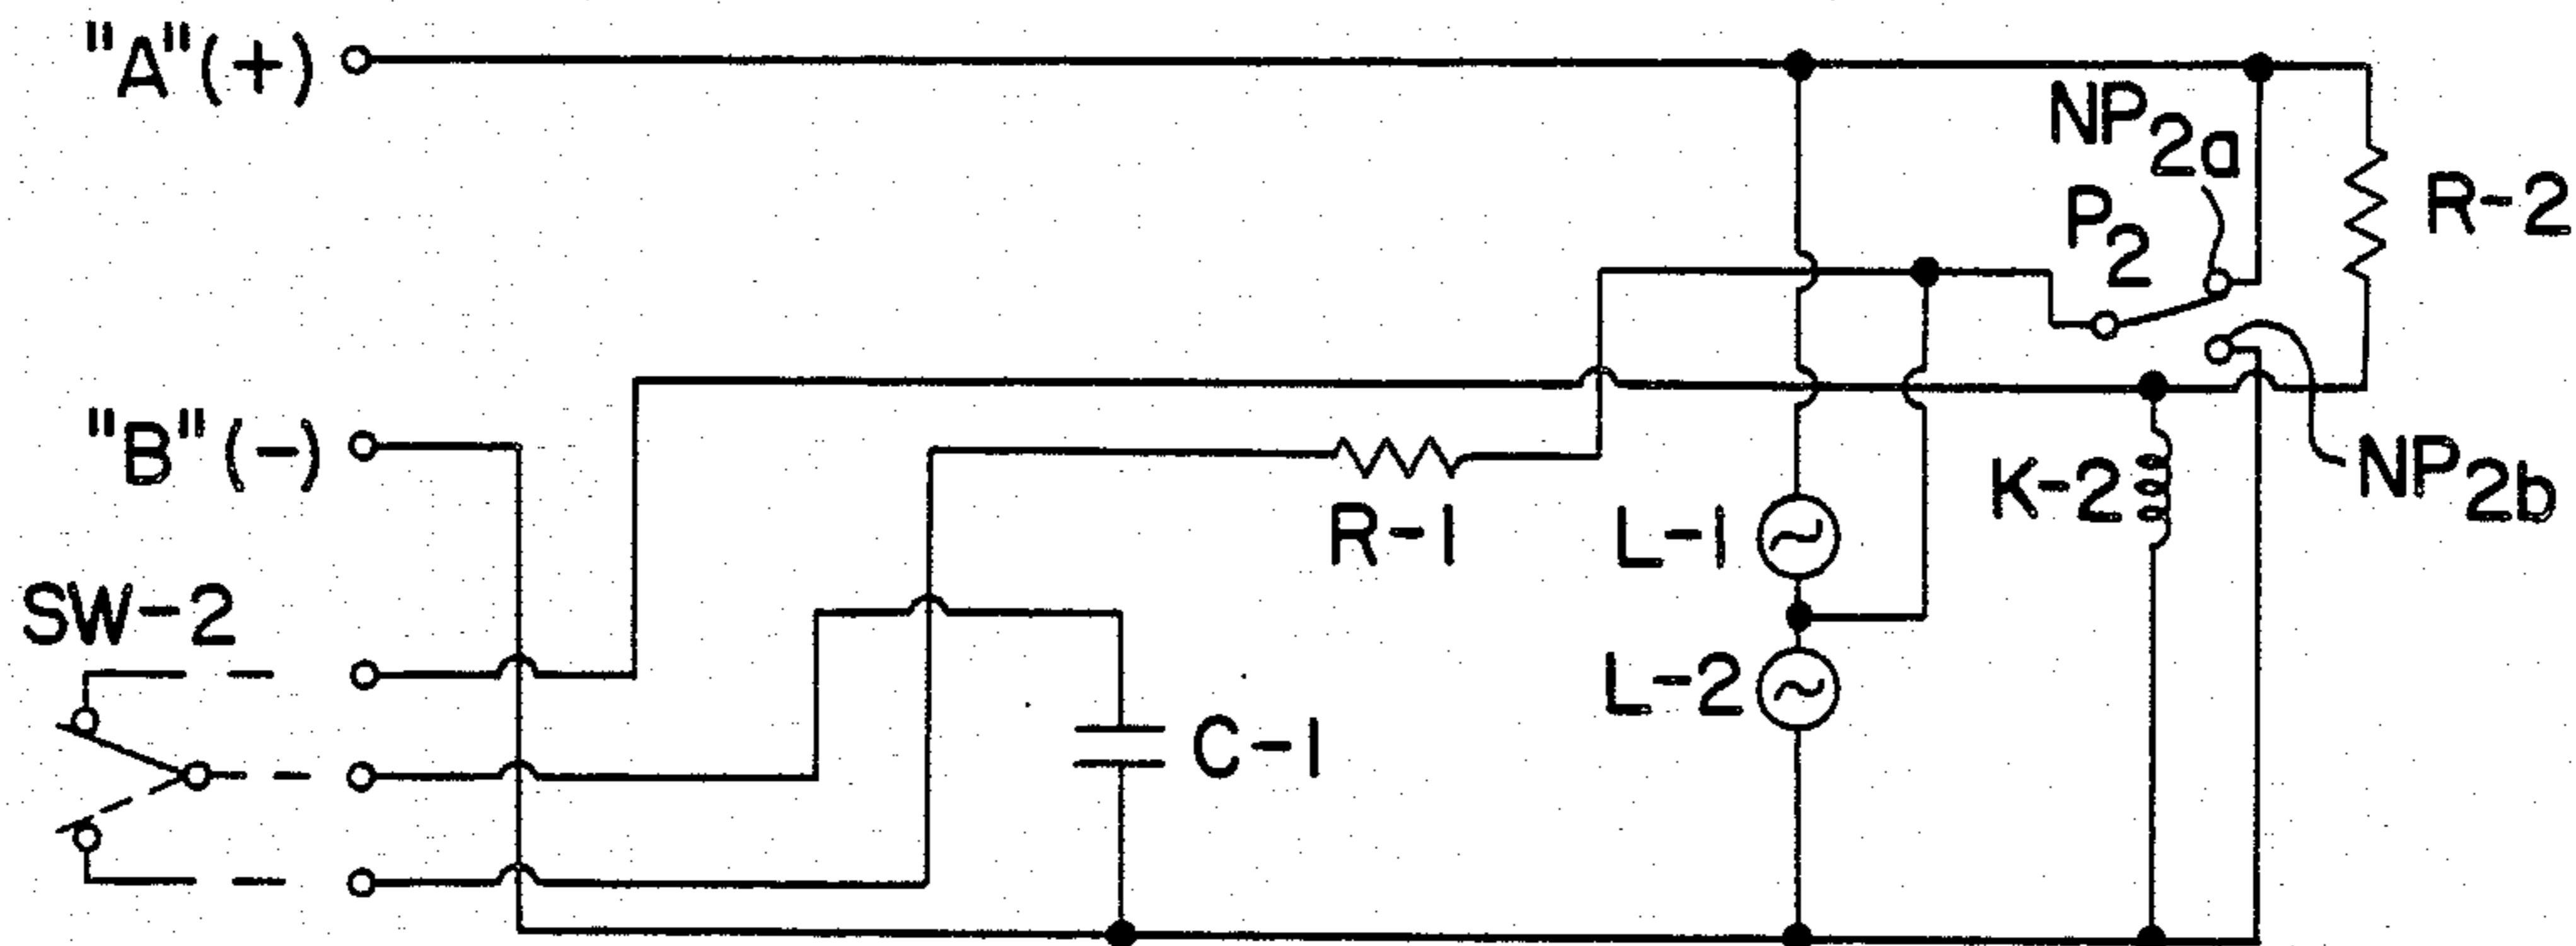 "A"(+)
NP2a
P2
R-2
"B"(-)
R-1
L-1
K-2
NP2b
SW-2
L-2
C-1